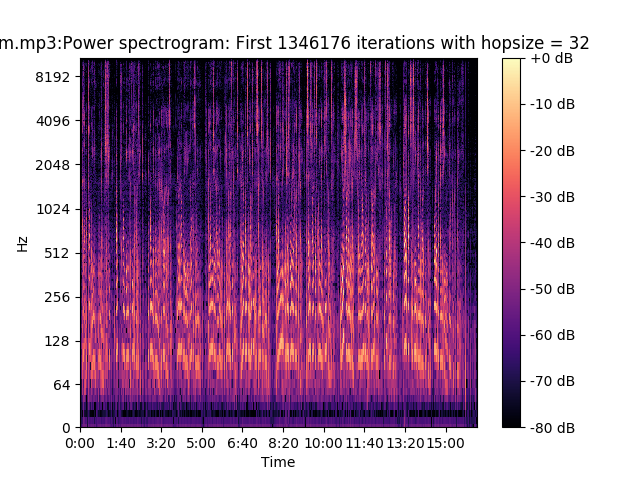 m.mp3:Power spectrogram: First 1346176 iterations with hopsize = 32
+0 dB
8192
-10 dB
4096
-20 dB
2048
-30 dB
1024
Hz
512
-40 dB
256
-50 dB
128
-60 dB
64
-70 dB
0
-80 dB
0:00 1:40 3:20 5:00 6:40 8:20 10:00 11:40 13:20 15:00
Time